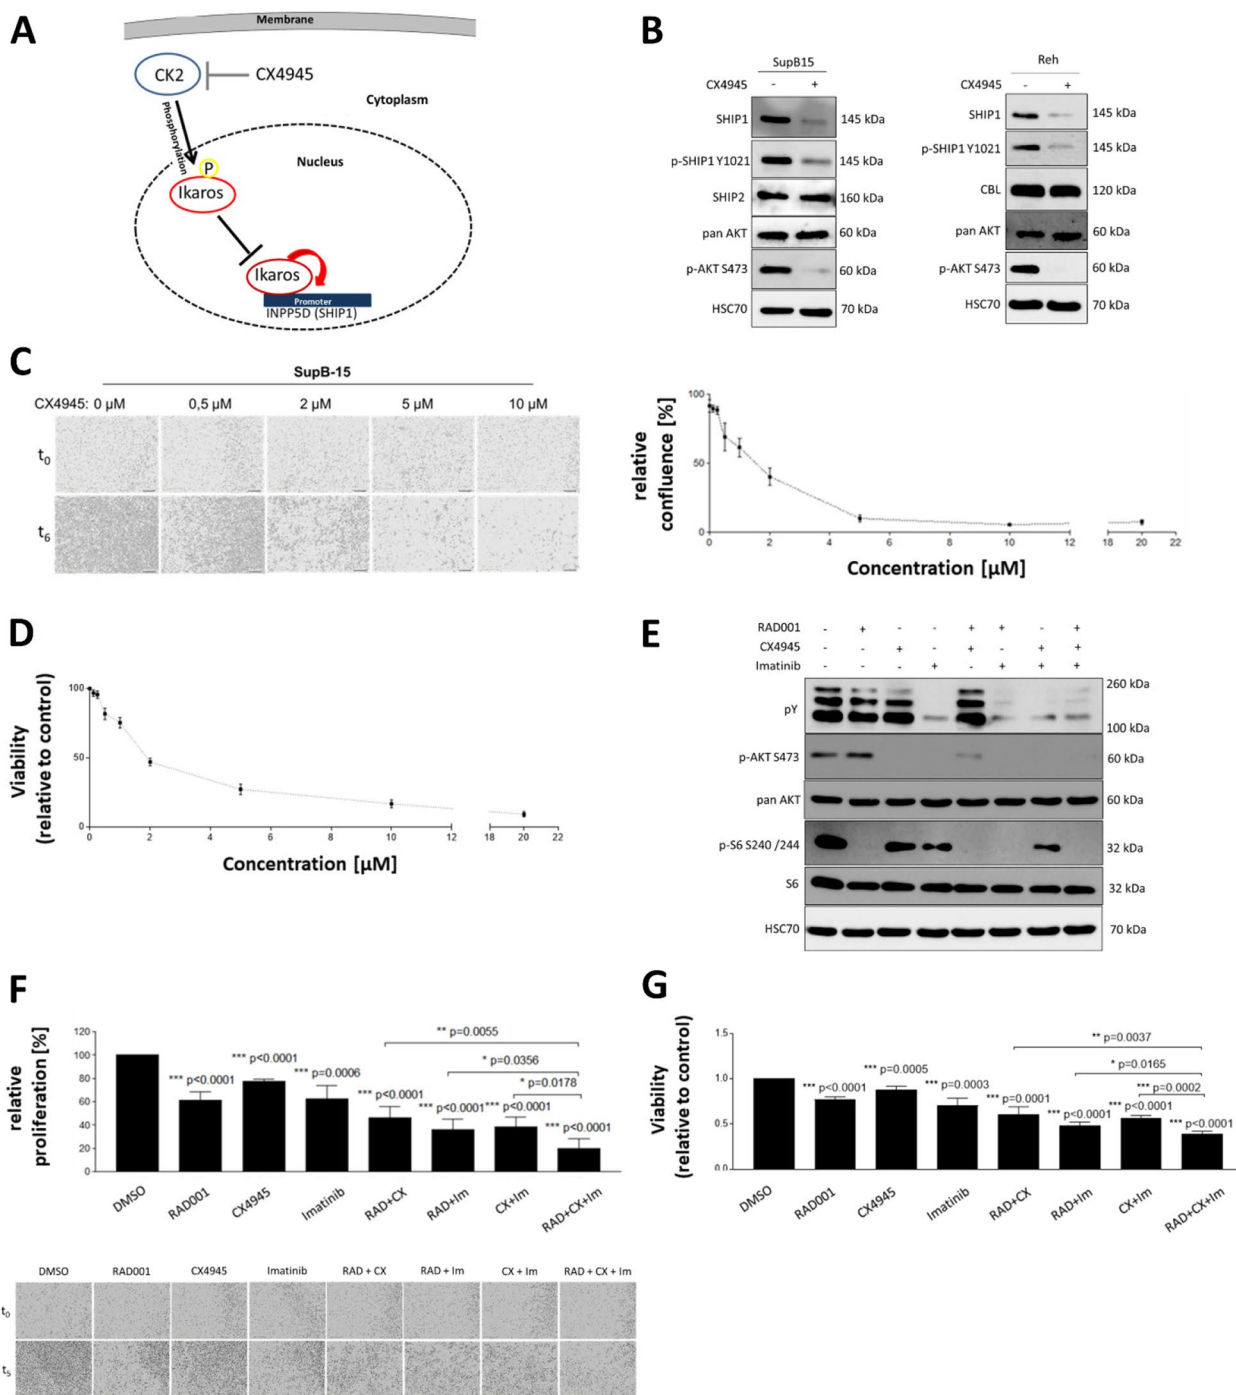 A
Membrane
CK2
CX4945
Cytoplasm
Phosphorylation
Nucleus
P
Ikaros
Ikaros
Promoter
INPP5D (SHIP1)
B
SupB15
CX4945 - +
SHIP1 145 kDa
p-SHIP1 Y1021 145 kDa
SHIP2 160 kDa
pan AKT 60 kDa
p-AKT S473 60 kDa
HSC70 70 kDa
Reh
CX4945 - +
SHIP1 145 kDa
p-SHIP1 Y1021 145 kDa
CBL 120 kDa
pan AKT 60 kDa
p-AKT S473 60 kDa
HSC70 70 kDa
C
SupB-15
CX4945: 0 µM 0,5 µM 2 µM 5 µM 10 µM
t0
t6
relative
confluence [%]
100
50
0
0 2 4 6 8 10 12 18 20 22
Concentration [µM]
D
Viability
(relative to control)
100
50
0
0 2 4 6 8 10 12 18 20 22
Concentration [µM]
E
RAD001 - + - - + + - +
CX4945 - - + - + - + +
Imatinib - - - + - + + +
pY 260 kDa
100 kDa
p-AKT S473 60 kDa
pan AKT 60 kDa
p-S6 S240 /244 32 kDa
S6 32 kDa
HSC70 70 kDa
F
relative
proliferation [%]
120
100
80
60
40
20
0
** p=0.0055
* p=0.0356
* p=0.0178
*** p<0.0001
*** p<0.0001
*** p=0.0006
*** p<0.0001
*** p<0.0001
*** p<0.0001
*** p<0.0001
DMSO
RAD001
CX4945
Imatinib
RAD+CX
RAD+Im
CX+Im
RAD+CX+Im
DMSO RAD001 CX4945 Imatinib RAD + CX RAD + Im CX + Im RAD + CX + Im
t0
t5
G
Viability
(relative to control)
1.5
1.0
0.5
0.0
** p=0.0037
* p=0.0165
*** p=0.0002
*** p<0.0001
*** p=0.0005
*** p=0.0003
*** p=0.0001
*** p<0.0001
*** p<0.0001
*** p<0.0001
DMSO
RAD001
CX4945
Imatinib
RAD+CX
RAD+Im
CX+Im
RAD+CX+Im